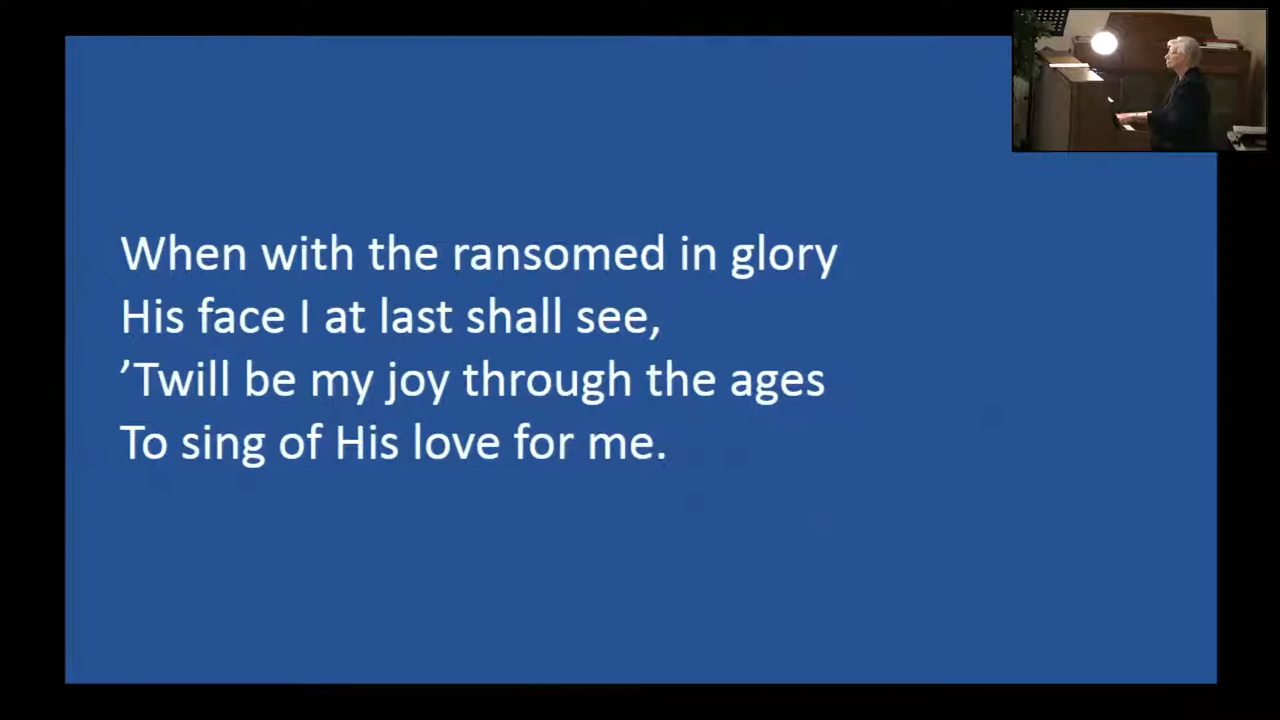 When with the ransomed in glory
His face I at last shall see,
’Twill be my joy through the ages
To sing of His love for me.